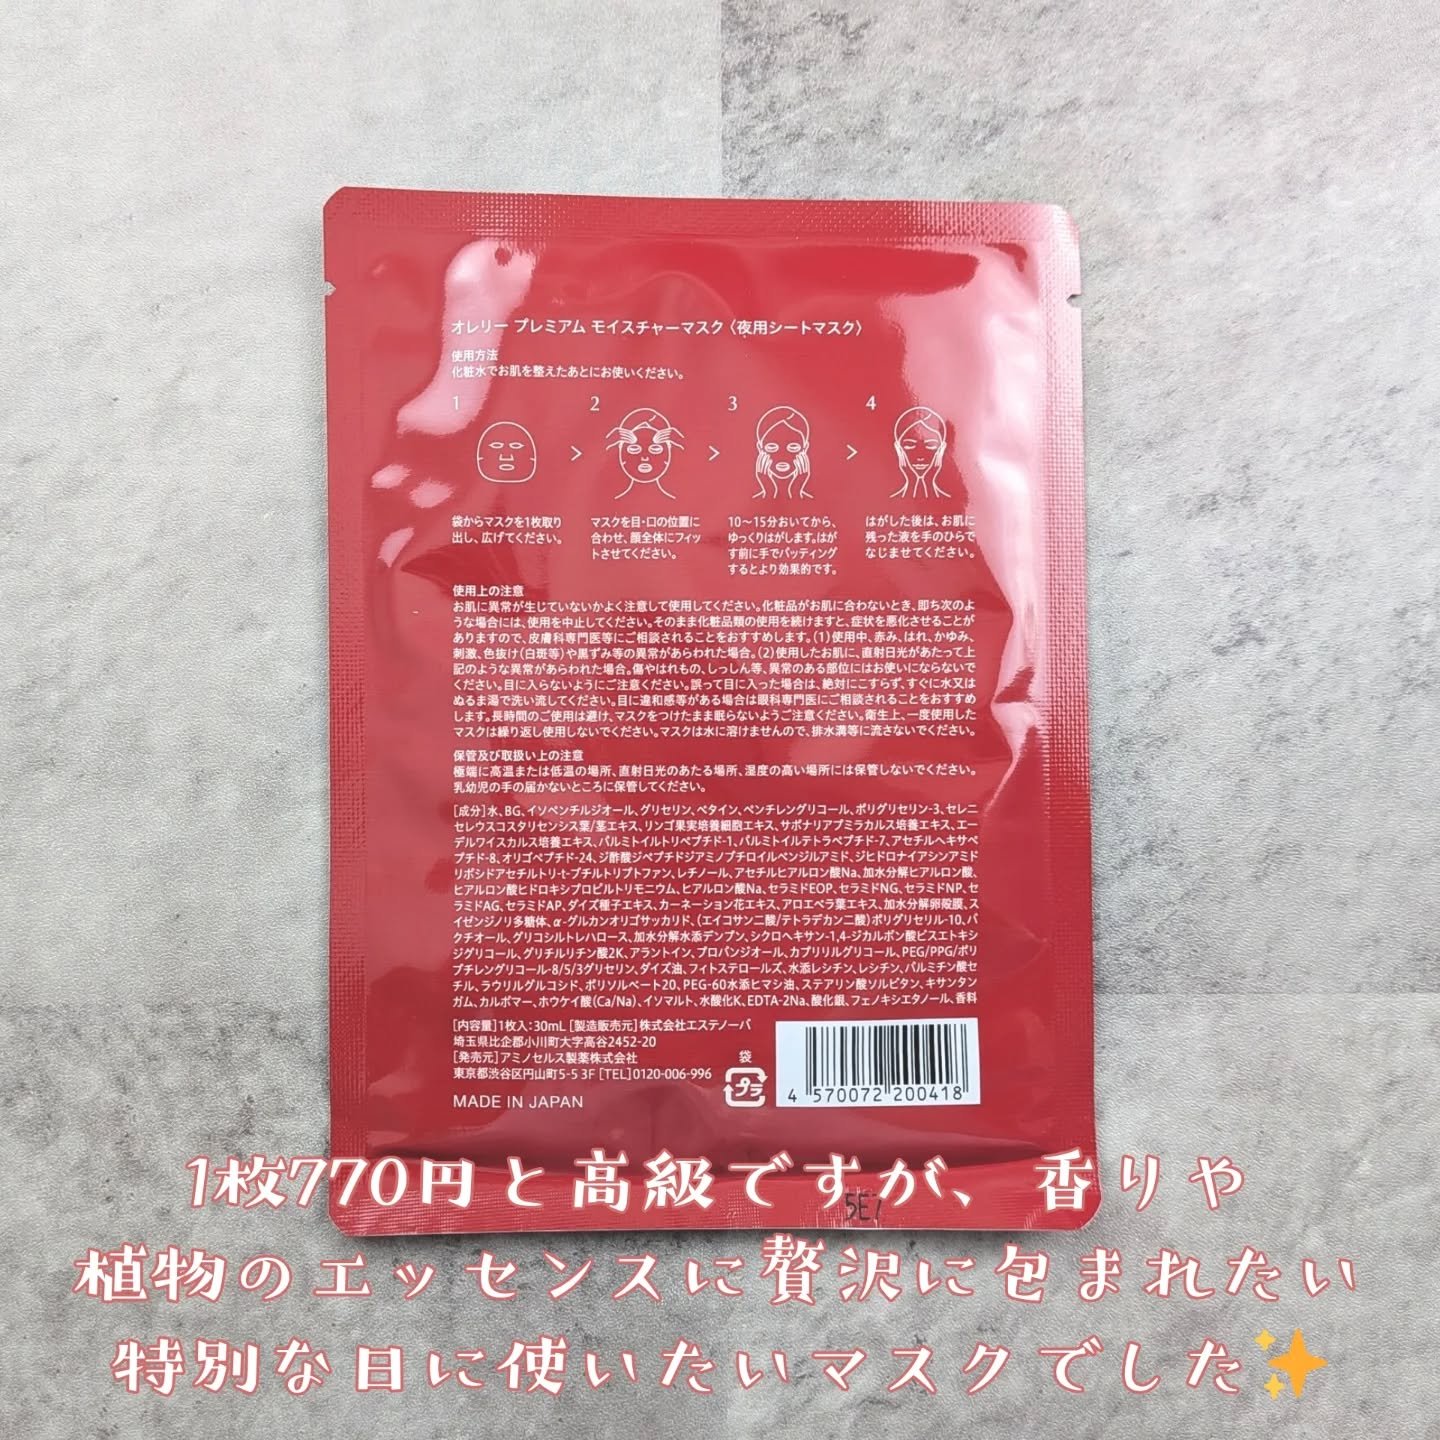 オレリー プレミアム モイスチャーマスク〈夜用シートマスク〉
使用方法
化粧水でお肌を整えたあとにお使いください。
1 > 2 > 3 > 4
袋からマスクを1枚取り
出し、広げてください。
マスクを目・口の位置に
合わせ、顔全体にフィッ
トさせてください。
10～15分おいてから、
ゆっくりはがします。はが
す前に手でパッティング
するとより効果的です。
はがした後は、お肌に
残った液を手のひらで
なじませてください。
使用上の注意
お肌に異常が生じていないかよく注意して使用してください。化粧品がお肌に合わないとき、即ち次のよ
うな場合には、使用を中止してください。そのまま化粧品類の使用を続けますと、症状を悪化させることが
ありますので、皮膚科専門医等にご相談されることをおすすめします。(1)使用中、赤み、はれ、かゆみ、
刺激、色抜け(白斑等)や黒ずみ等の異常があらわれた場合。(2)使用したお肌に、直射日光があたって上
記のような異常があらわれた場合。傷やはれもの、しっしん等、異常のある部位にはお使いにならないで
ください。目に入らないようにご注意ください。誤って目に入った場合は、絶対にこすらず、すぐに水又は
ぬるま湯で洗い流してください。目に違和感等がある場合は眼科専門医にご相談されることをおすすめ
します。長時間のご使用は避け、マスクをつけたまま眠らないようご注意ください。衛生上、一度使用した
マスクは繰り返し使用しないでください。マスクは水に溶けませんので、排水溝等に流さないでください。
保管及び取扱い上の注意
極端に高温または低温の場所、直射日光のあたる場所、湿度の高い場所には保管しないでください。
乳幼児の手の届かないところに保管してください。
[成分]水、BG、イソペンチルジオール、グリセリン、ベタイン、ペンチレングリコール、ポリグリセリン-3、セレニ
セレウスコスタリセンシス葉/茎エキス、リンゴ果実培養細胞エキス、サポナリアプミラカルス培養エキス、エー
デルワイスカルス培養エキス、パルミトイルトリペプチド-1、パルミトイルテトラペプチド-7、アセチルヘキサペ
プチド-8、オリゴペプチド-24、ジ酢酸ジペプチドジアミノブチロイルベンジルアミド、ジヒドロナイアシンアミド
リボシドアセチルトリ-t-ブチルトリプトファン、レチノール、アセチルヒアルロン酸Na、加水分解ヒアルロン酸、
ヒアルロン酸ヒドロキシプロピルトリモニウム、ヒアルロン酸Na、セラミドEOP、セラミドNG、セラミドNP、セ
ラミドAG、セラミドAP、ダイズ種子エキス、カーネーション花エキス、アロエベラ葉エキス、加水分解卵殻膜、ス
イゼンジノリ多糖体、α-グルカンオリゴサッカリド、(エイコサン二酸/テトラデカン二酸)ポリグリセリル-10、バ
クチオール、グリコシルトレハロース、加水分解水添デンプン、シクロヘキサン-1,4-ジカルボン酸ビスエトキシ
ジグリコール、グリチルリチン酸2K、アラントイン、プロパンジオール、カプリリルグリコール、PEG/PPG/ポリ
ブチレングリコール-8/5/3グリセリン、ダイズ油、フィトステロールズ、水添レシチン、レシチン、パルミチン酸セ
チル、ラウリルグルコシド、ポリソルベート20、PEG-60水添ヒマシ油、ステアリン酸ソルビタン、キサンタン
ガム、カルボマー、ホウケイ酸(Ca/Na)、イソマルト、水酸化K、EDTA-2Na、酸化銀、フェノキシエタノール、香料
[内容量]1枚入:30mL [製造販売元]株式会社エステノーバ
埼玉県比企郡小川町大字高谷2452-20
[発売元]アミノセルス製薬株式会社
東京都渋谷区円山町5-5 3F [TEL]0120-006-996
MADE IN JAPAN
袋
プラ
4 570072 200418
5E7
1枚770円と高級ですが、香りや
植物のエッセンスに贅沢に包まれたい
特別な日に使いたいマスクでした✨